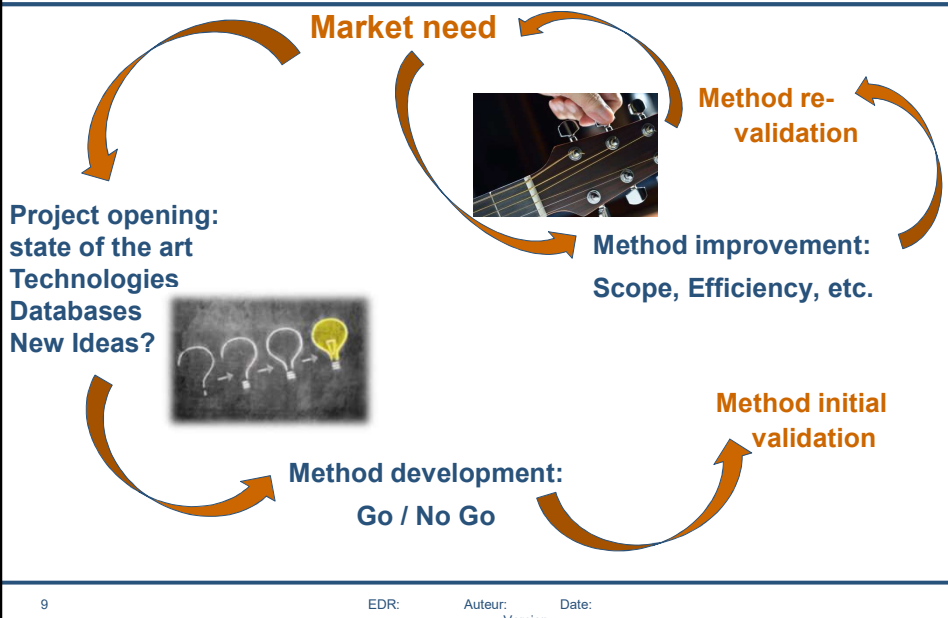 Market need
Method re-
validation
Project opening:
state of the art
Technologies
Databases
New Ideas?
Method improvement:
Scope, Efficiency, etc.
Method initial
validation
Method development:
Go / No Go
9
EDR:
Auteur:
Date: